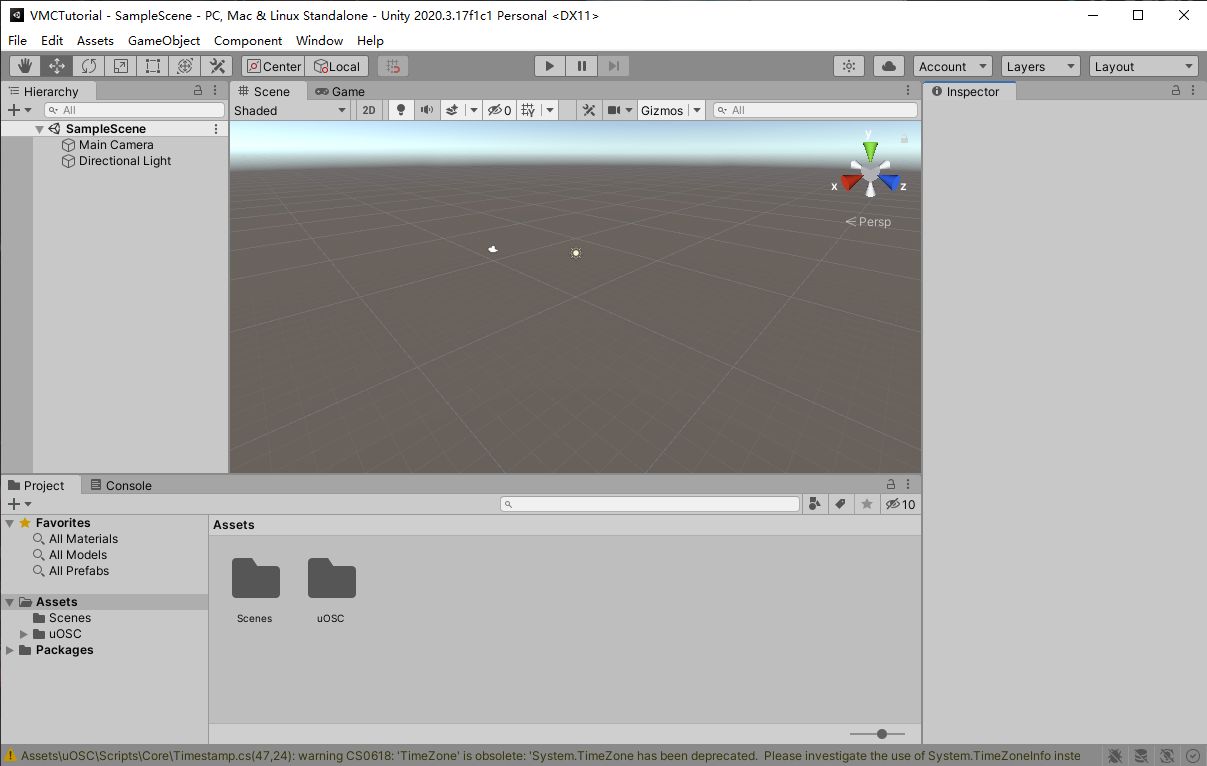 VMCTutorial - SampleScene - PC, Mac & Linux Standalone - Unity 2020.3.17f1c1 Personal <DX11>
File Edit Assets GameObject Component Window Help
Center Local Account Layers Layout
Hierarchy
All
SampleScene
Main Camera
Directional Light
Scene Game
Shaded 2D 0 Gizmos All
y
x z
Persp
Inspector
Project Console
10
Favorites
All Materials
All Models
All Prefabs
Assets
Scenes
uOSC
Packages
Assets
Scenes uOSC
Assets\uOSC\Scripts\Core\Timestamp.cs(47,24): warning CS0618: 'TimeZone' is obsolete: 'System.TimeZone has been deprecated. Please investigate the use of System.TimeZoneInfo inste